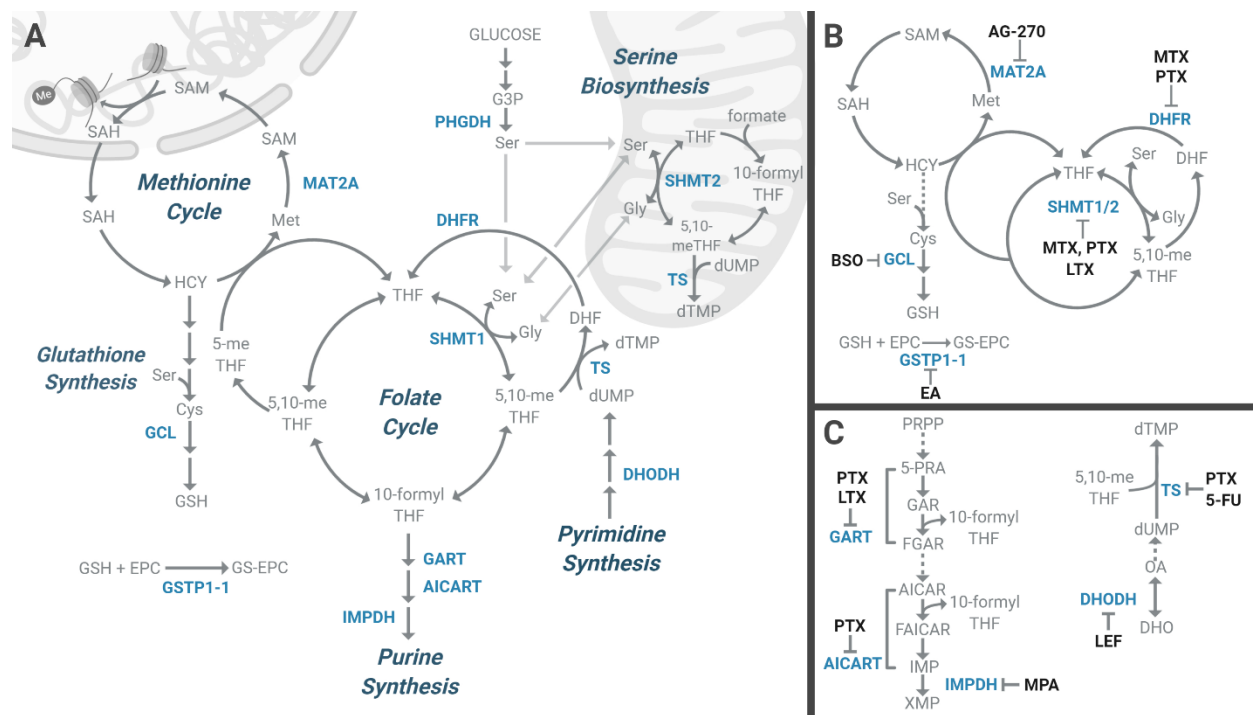 A
GLUCOSE
G3P
PHGDH
Ser
Serine
Biosynthesis
Me
SAM
SAH
SAM
MAT2A
Methionine
Cycle
SAH
Met
HCY
DHFR
THF
5-me
THF
Glutathione
Synthesis
Ser
Cys
GCL
GSH
5,10-me
THF
Folate
Cycle
SHMT1
Ser
Gly
5,10-me
THF
DHF
dTMP
TS
dUMP
DHODH
Pyrimidine
Synthesis
10-formyl
THF
GART
AICART
IMPDH
Purine
Synthesis
GSH + EPC
GS-EPC
GSTP1-1
Ser
THF
formate
SHMT2
10-formyl
THF
Gly
5,10-
meTHF
TS
dUMP
dTMP
B
SAM
AG-270
MAT2A
Met
SAH
HCY
Ser
Cys
BSO
GCL
GSH
MTX
PTX
DHFR
THF
Ser
DHF
SHMT1/2
Gly
MTX, PTX
LTX
5,10-me
THF
GSH + EPC
GS-EPC
GSTP1-1
EA
C
PRPP
5-PRA
PTX
LTX
GAR
10-formyl
THF
GART
FGAR
AICAR
10-formyl
THF
PTX
FAICAR
AICART
IMP
IMPDH
MPA
XMP
dTMP
5,10-me
THF
TS
PTX
5-FU
dUMP
OA
DHODH
DHO
LEF